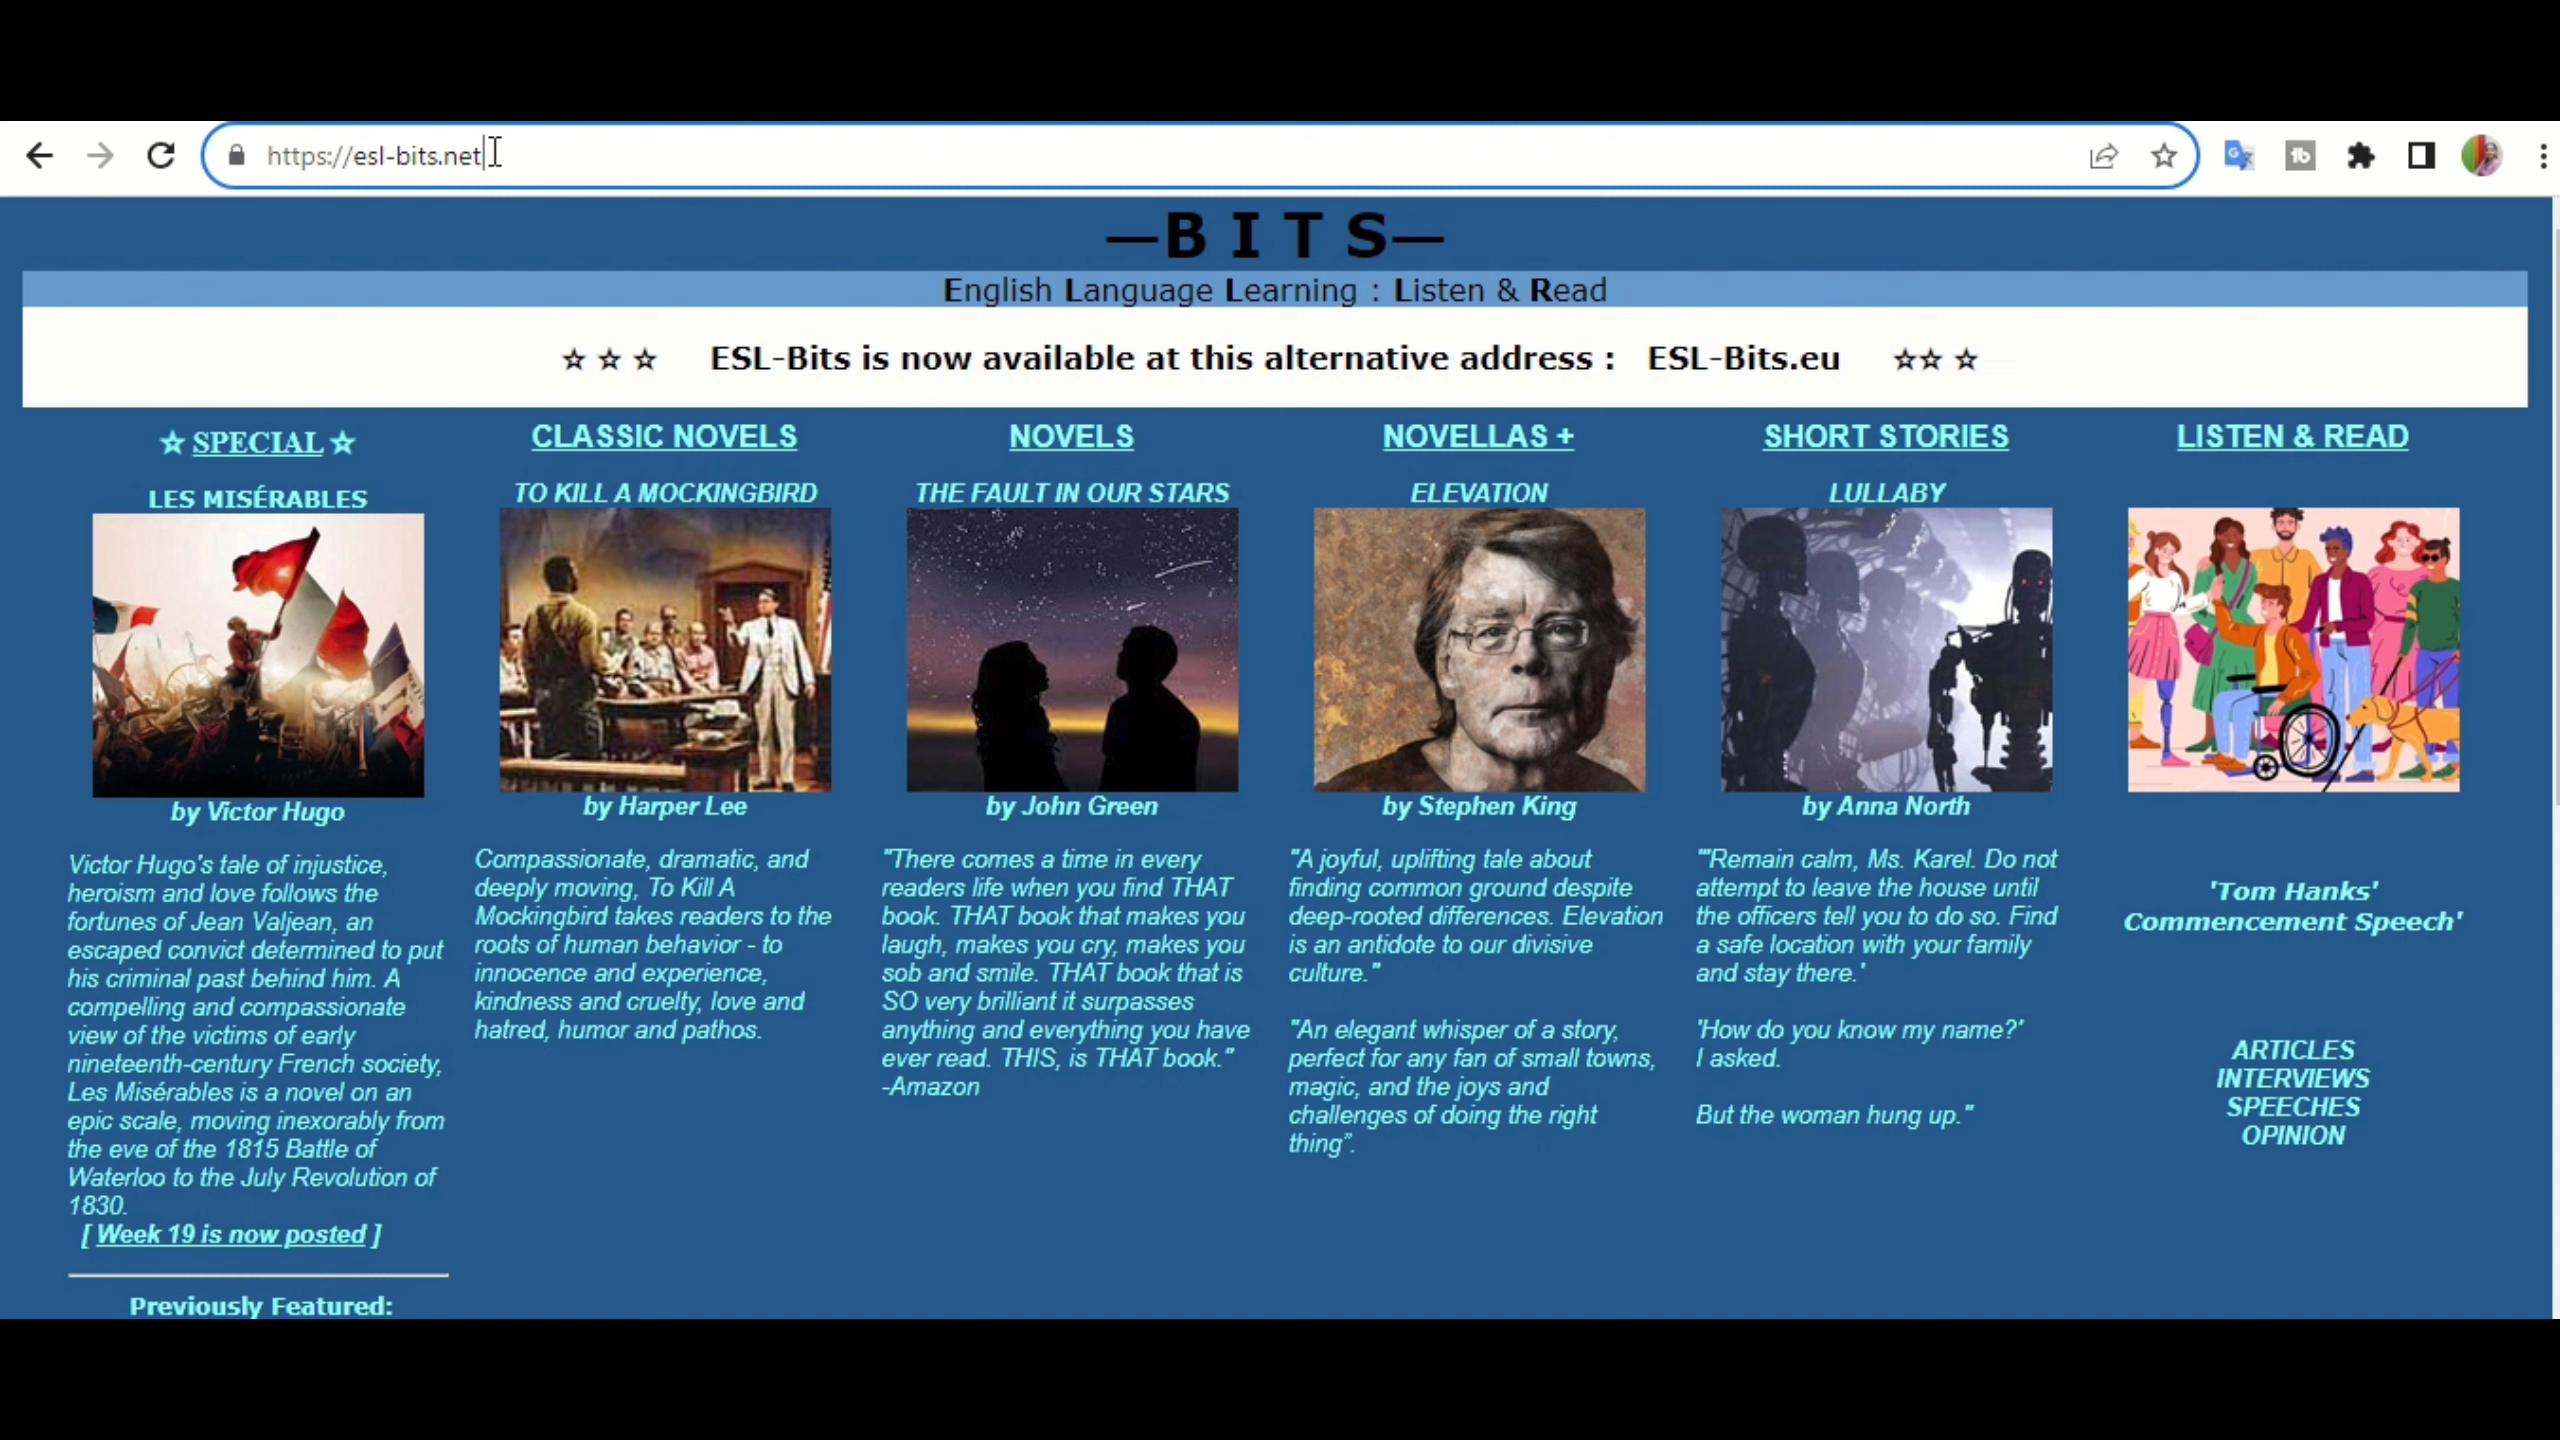 https://esl-bits.net
—B I T S—
English Language Learning : Listen & Read
☆ ☆ ☆ ESL-Bits is now available at this alternative address : ESL-Bits.eu ☆☆ ☆
☆ SPECIAL ☆
LES MISÉRABLES
by Victor Hugo
Victor Hugo's tale of injustice,
heroism and love follows the
fortunes of Jean Valjean, an
escaped convict determined to put
his criminal past behind him. A
compelling and compassionate
view of the victims of early
nineteenth-century French society,
Les Misérables is a novel on an
epic scale, moving inexorably from
the eve of the 1815 Battle of
Waterloo to the July Revolution of
1830.
[ Week 19 is now posted ]
Previously Featured:
CLASSIC NOVELS
TO KILL A MOCKINGBIRD
by Harper Lee
Compassionate, dramatic, and
deeply moving, To Kill A
Mockingbird takes readers to the
roots of human behavior - to
innocence and experience,
kindness and cruelty, love and
hatred, humor and pathos.
NOVELS
THE FAULT IN OUR STARS
by John Green
"There comes a time in every
readers life when you find THAT
book. THAT book that makes you
laugh, makes you cry, makes you
sob and smile. THAT book that is
SO very brilliant it surpasses
anything and everything you have
ever read. THIS, is THAT book."
-Amazon
NOVELLAS +
ELEVATION
by Stephen King
"A joyful, uplifting tale about
finding common ground despite
deep-rooted differences. Elevation
is an antidote to our divisive
culture."
"An elegant whisper of a story,
perfect for any fan of small towns,
magic, and the joys and
challenges of doing the right
thing”.
SHORT STORIES
LULLABY
by Anna North
"'Remain calm, Ms. Karel. Do not
attempt to leave the house until
the officers tell you to do so. Find
a safe location with your family
and stay there.'
'How do you know my name?'
I asked.
But the woman hung up."
LISTEN & READ
'Tom Hanks'
Commencement Speech'
ARTICLES
INTERVIEWS
SPEECHES
OPINION